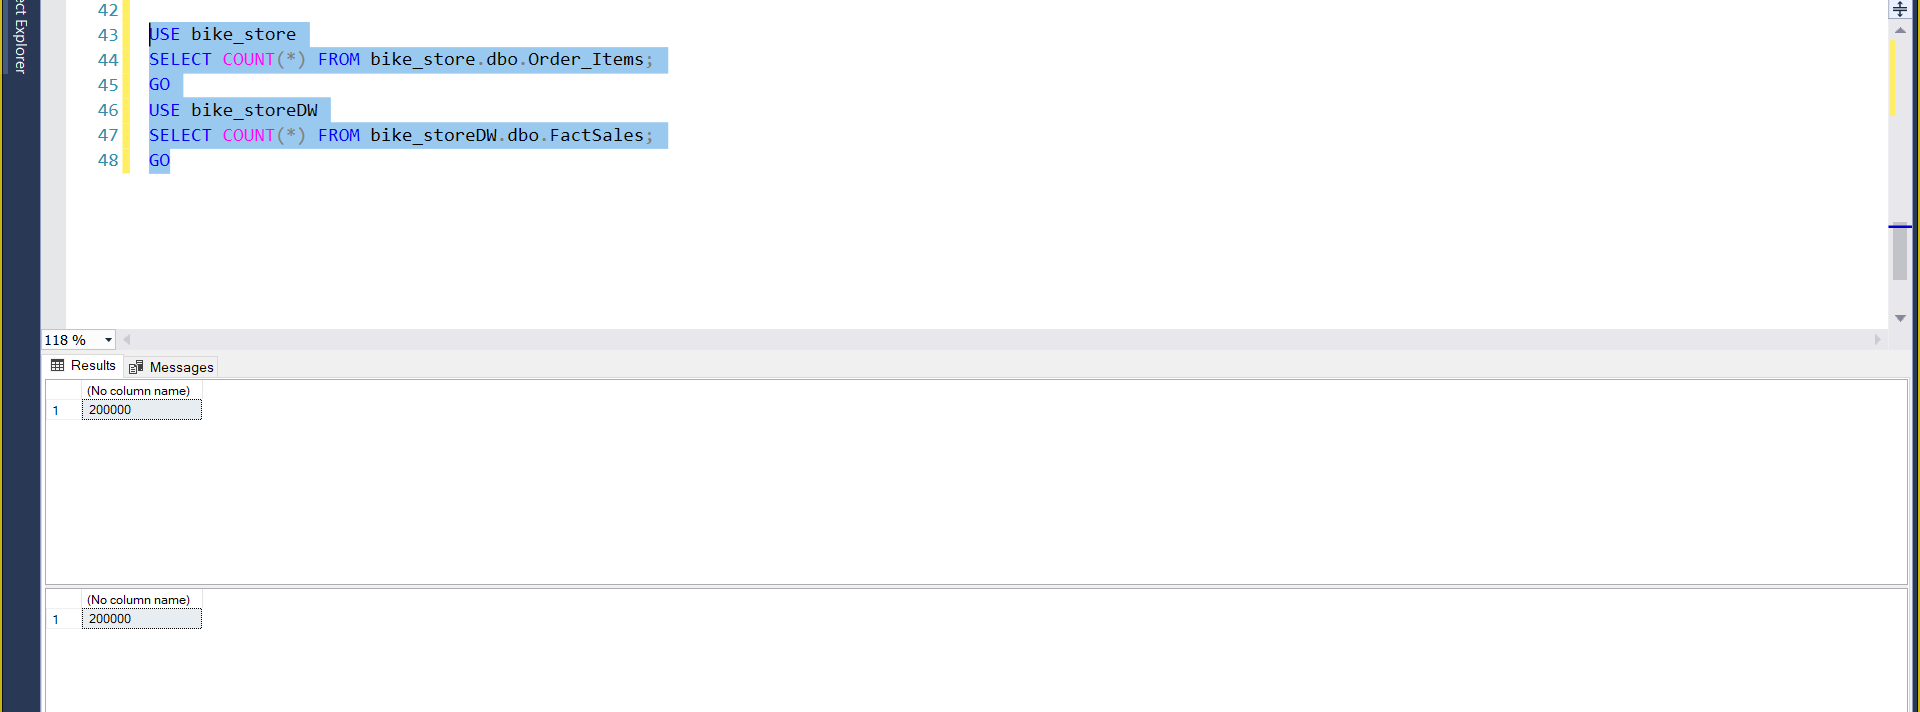 ct Explorer
42
43 USE bike_store
44 SELECT COUNT(*) FROM bike_store.dbo.Order_Items;
45 GO
46 USE bike_storeDW
47 SELECT COUNT(*) FROM bike_storeDW.dbo.FactSales;
48 GO
118 %
Results Messages
(No column name)
1 200000
(No column name)
1 200000